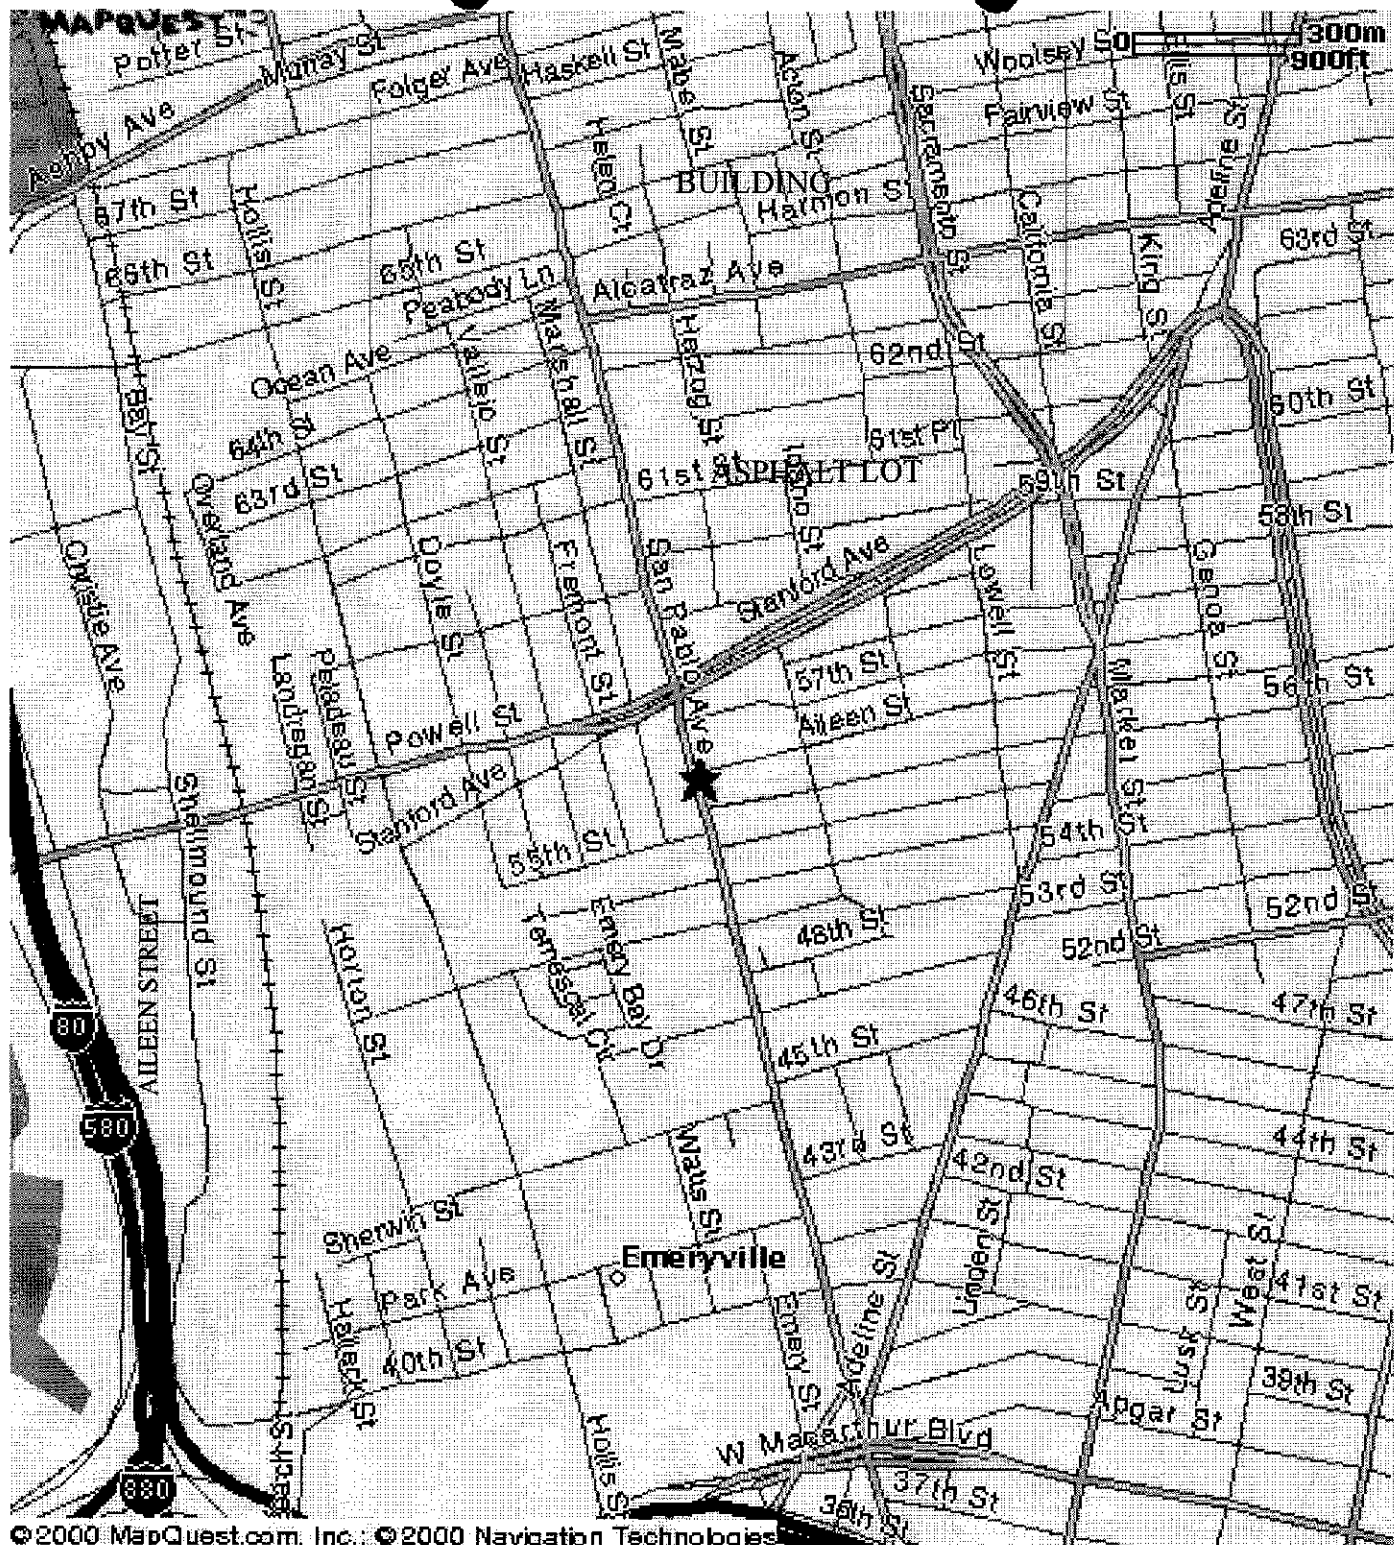 MAPQUEST
Potter St
Murray St
Folger Ave
Haskell St
Mabe St
Acton St
Woolsey S
0
300m
900ft
Fairview St
ls St
Adeline S
Ashby Ave
Sacramento St
Helen Ct
BUILDING
Harmon St
67th St
Hollis St
66th St
65th St
Peabody Ln
Alcatraz Ave
California St
King St
63rd St
Ocean Ave
Vallejo St
Marshall St
Herzog St
62nd St
60th St
Bay St
64th St
63rd St
Overland Ave
61st St
61st Pl
ASPHALT LOT
59th St
58th St
Christie Ave
Doyle St
Fremont St
San Pablo Ave
Stanford Ave
Lowell St
Genoa St
Landregan St
Peladeau St
57th St
Aileen St
Market St
56th St
Powell St
Stanford Ave
Shellmound St
55th St
54th St
53rd St
52nd St
52nd St
AILEEN STREET
Horton St
Temescal Cir
Emery Bay Dr
48th St
80
46th St
47th St
45th St
580
43rd St
44th St
42nd St
Watts St
Sherwin St
Linden St
West St
Emeryville
Park Ave
41st St
Halleck St
Emery St
Adeline St
40th St
39th St
Apgar St
Hollis S
W Macarthur Blvd
37th St
36th St
880
©2000 MapQuest.com, Inc.; ©2000 Navigation Technologies